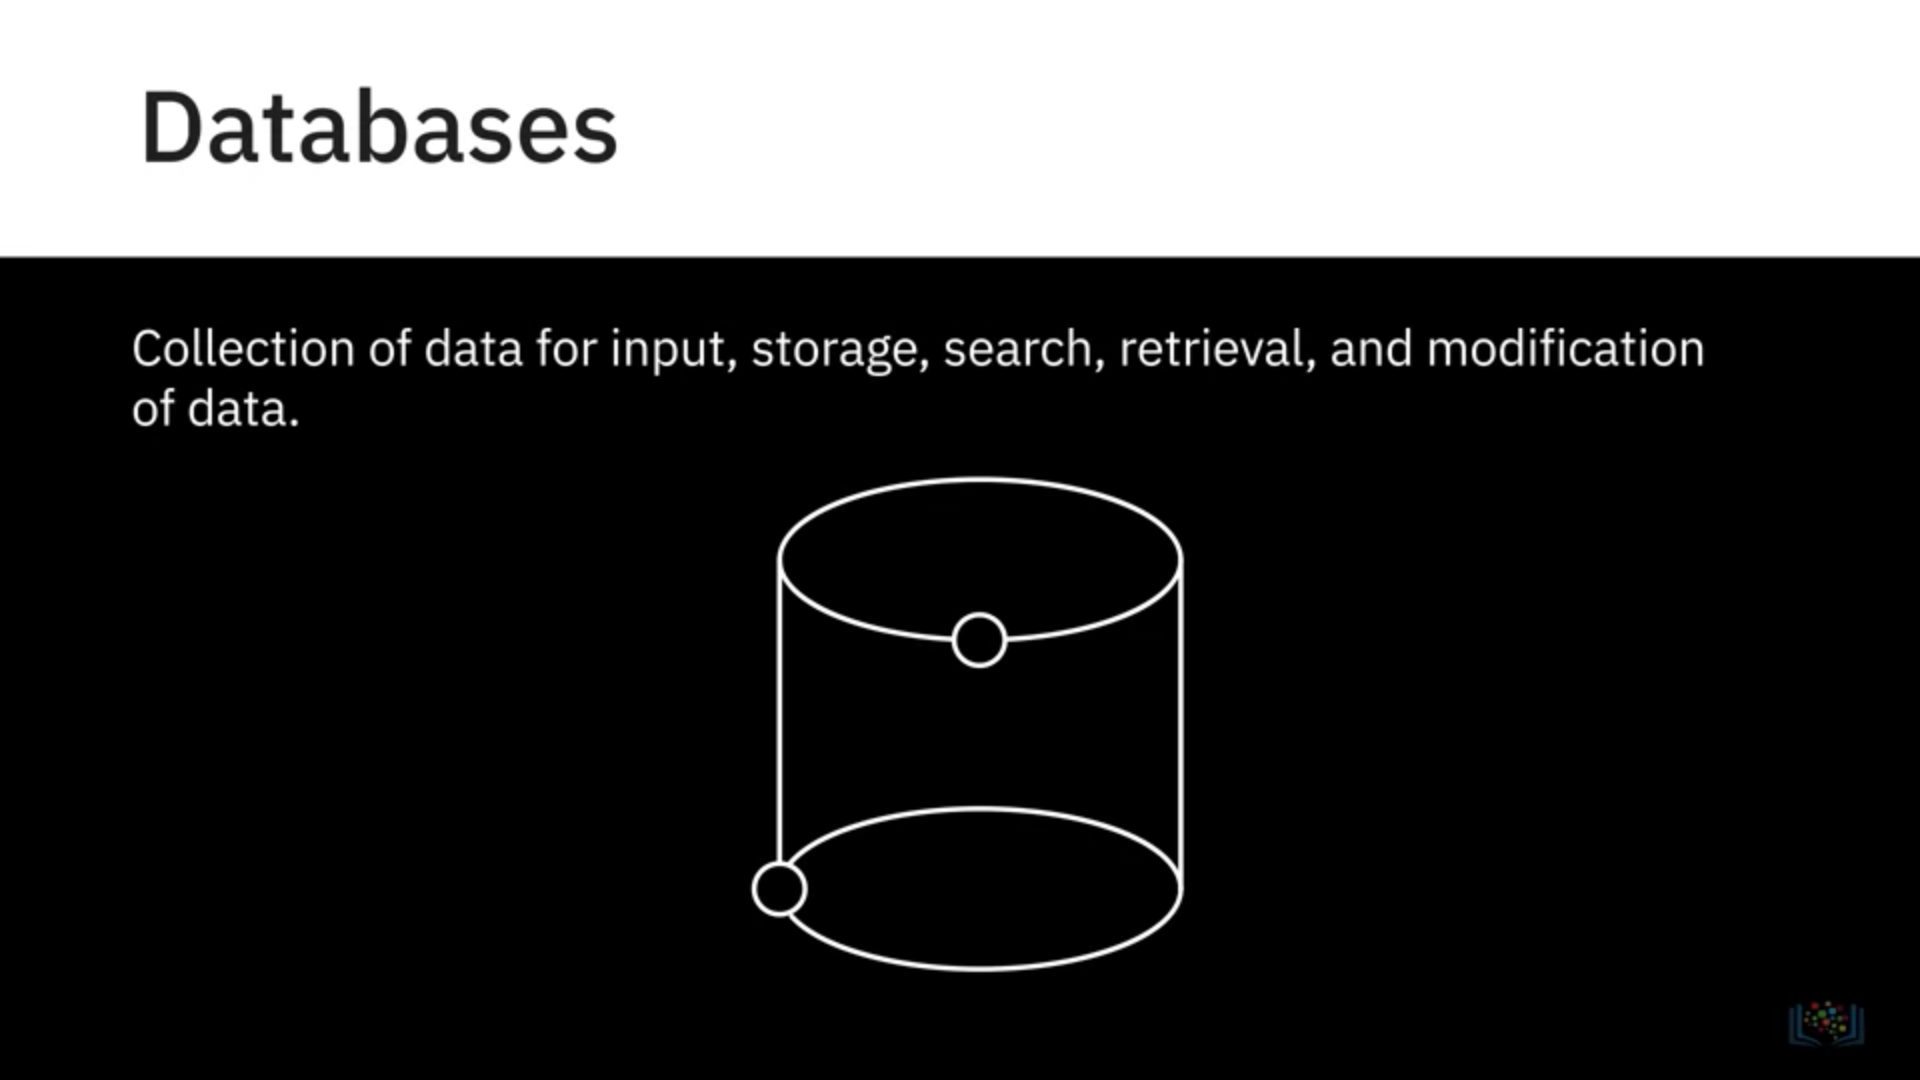 Databases
Collection of data for input, storage, search, retrieval, and modification
of data.